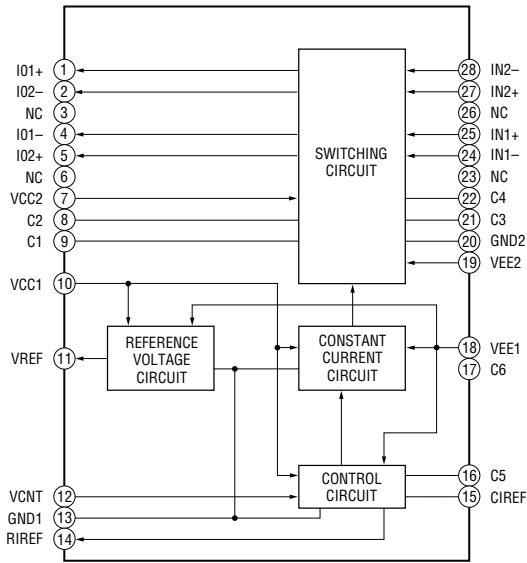 IO1+ 1
IO2– 2
NC 3
IO1– 4
IO2+ 5
NC 6
VCC2 7
C2 8
C1 9
VCC1 10
VREF 11
VCNT 12
GND1 13
RIREF 14
SWITCHING
CIRCUIT
REFERENCE
VOLTAGE
CIRCUIT
CONSTANT
CURRENT
CIRCUIT
CONTROL
CIRCUIT
28 IN2–
27 IN2+
26 NC
25 IN1+
24 IN1–
23 NC
22 C4
21 C3
20 GND2
19 VEE2
18 VEE1
17 C6
16 C5
15 CIREF